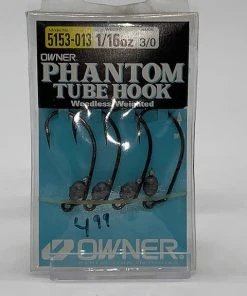 5153-013 1/16oz 3/0
OWNER
PHANTOM
TUBE HOOK
Weedless/Weighted
499
OWNER